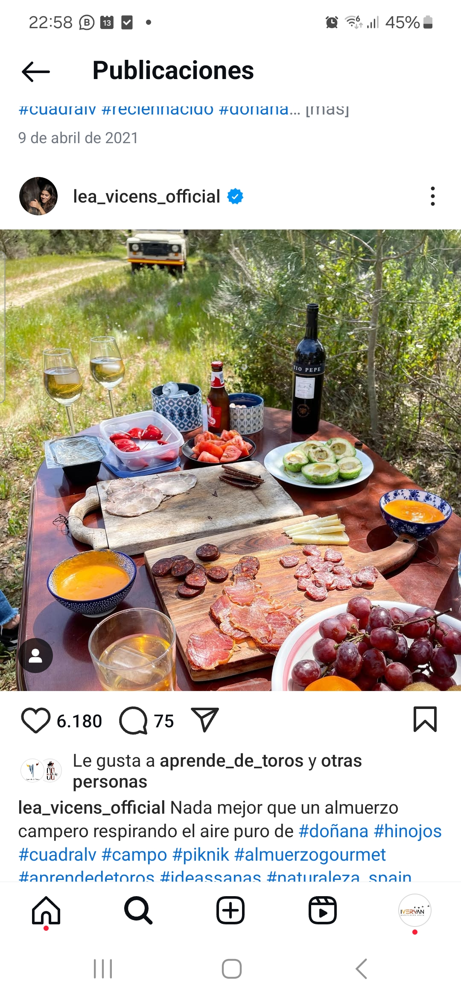 22:58 B 13 45%
Publicaciones
#cuadralv #reciennacido #doñana... [más]
9 de abril de 2021
lea_vicens_official
TIO PEPE
6.180 75
Le gusta a aprende_de_toros y otras
personas
lea_vicens_official Nada mejor que un almuerzo
campero respirando el aire puro de #doñana #hinojos
#cuadralv #campo #piknik #almuerzogourmet
#aprendedetoros #ideassanas #naturaleza_spain
IVERYAN